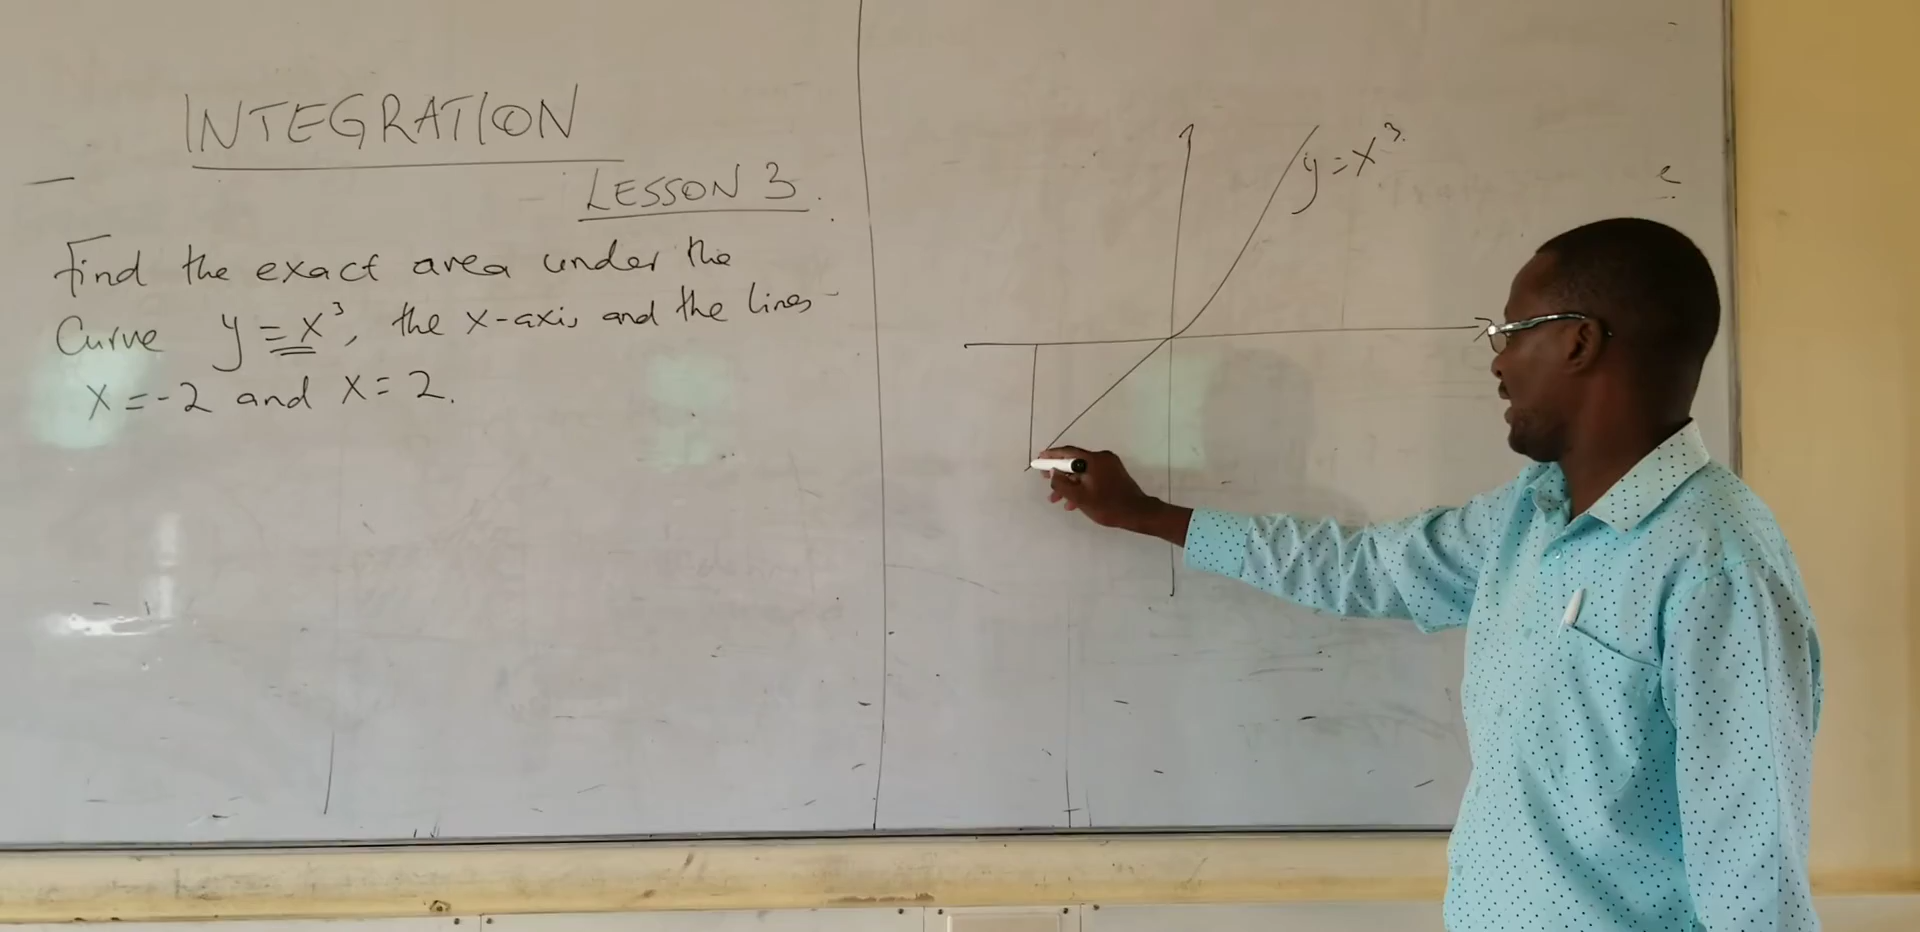 INTEGRATION
LESSON 3.
Find the exact area under the
Curve y = x³, the x-axis and the lines
x = -2 and x = 2.
y = x³